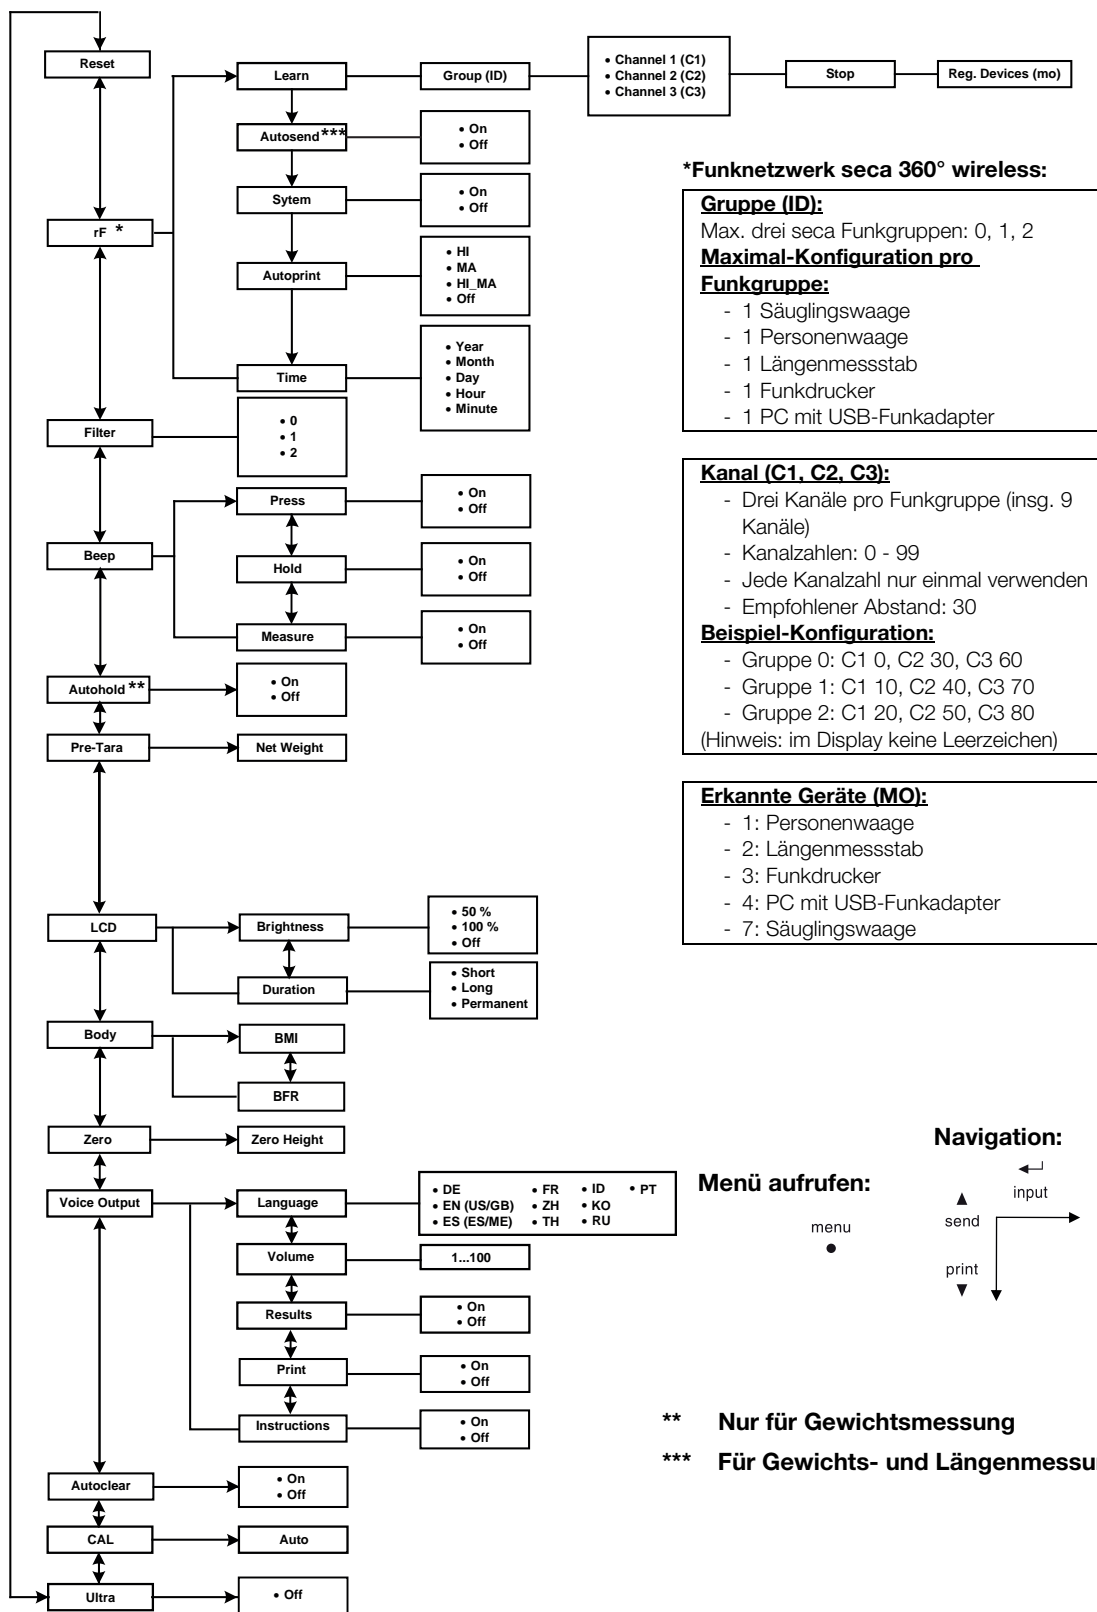 Reset
Learn
Group (ID)
• Channel 1 (C1)
• Channel 2 (C2)
• Channel 3 (C3)
Stop
Reg. Devices (mo)
Autosend***
• On
• Off
Sytem
• On
• Off
rF *
Autoprint
• HI
• MA
• HI_MA
• Off
Time
• Year
• Month
• Day
• Hour
• Minute
Filter
• 0
• 1
• 2
Beep
Press
• On
• Off
Hold
• On
• Off
Measure
• On
• Off
Autohold **
• On
• Off
Pre-Tara
Net Weight
LCD
Brightness
• 50 %
• 100 %
• Off
Duration
• Short
• Long
• Permanent
Body
BMI
BFR
Zero
Zero Height
Voice Output
Language
• DE
• EN (US/GB)
• ES (ES/ME)
• FR
• ZH
• TH
• ID
• KO
• RU
• PT
Volume
1...100
Results
• On
• Off
Print
• On
• Off
Instructions
• On
• Off
Autoclear
• On
• Off
CAL
Auto
Ultra
• Off
*Funknetzwerk seca 360° wireless:
Gruppe (ID):
Max. drei seca Funkgruppen: 0, 1, 2
Maximal-Konfiguration pro
Funkgruppe:
- 1 Säuglingswaage
- 1 Personenwaage
- 1 Längenmessstab
- 1 Funkdrucker
- 1 PC mit USB-Funkadapter
Kanal (C1, C2, C3):
- Drei Kanäle pro Funkgruppe (insg. 9
Kanäle)
- Kanalzahlen: 0 - 99
- Jede Kanalzahl nur einmal verwenden
- Empfohlener Abstand: 30
Beispiel-Konfiguration:
- Gruppe 0: C1 0, C2 30, C3 60
- Gruppe 1: C1 10, C2 40, C3 70
- Gruppe 2: C1 20, C2 50, C3 80
(Hinweis: im Display keine Leerzeichen)
Erkannte Geräte (MO):
- 1: Personenwaage
- 2: Längenmessstab
- 3: Funkdrucker
- 4: PC mit USB-Funkadapter
- 7: Säuglingswaage
Menü aufrufen:
menu
Navigation:
input
send
print
** Nur für Gewichtsmessung
*** Für Gewichts- und Längenmessu